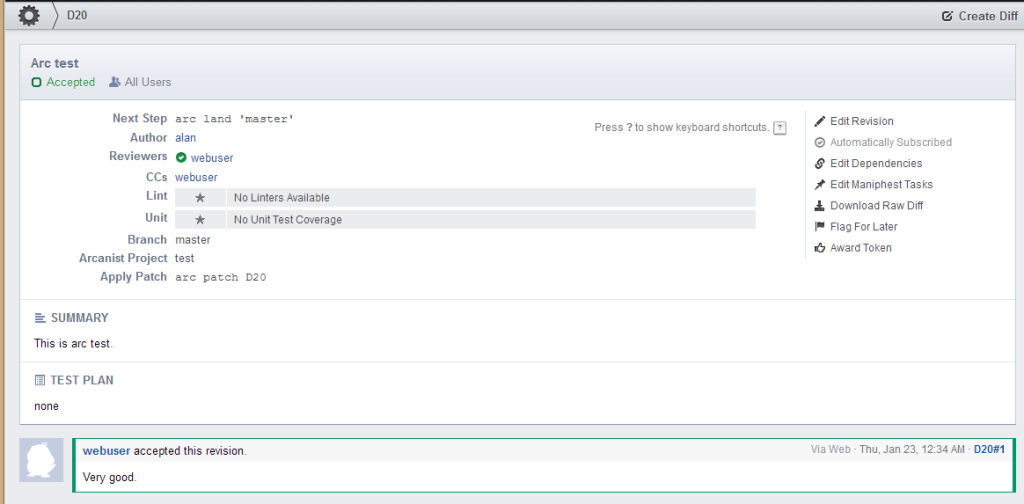 D20
Create Diff
Arc test
Accepted All Users
Next Step arc land 'master'
Press ? to show keyboard shortcuts. ?
Author alan
Reviewers webuser
CCs webuser
Lint No Linters Available
Unit No Unit Test Coverage
Branch master
Arcanist Project test
Apply Patch arc patch D20
Edit Revision
Automatically Subscribed
Edit Dependencies
Edit Maniphest Tasks
Download Raw Diff
Flag For Later
Award Token
SUMMARY
This is arc test.
TEST PLAN
none
webuser accepted this revision. Via Web · Thu, Jan 23, 12:34 AM · D20#1
Very good.